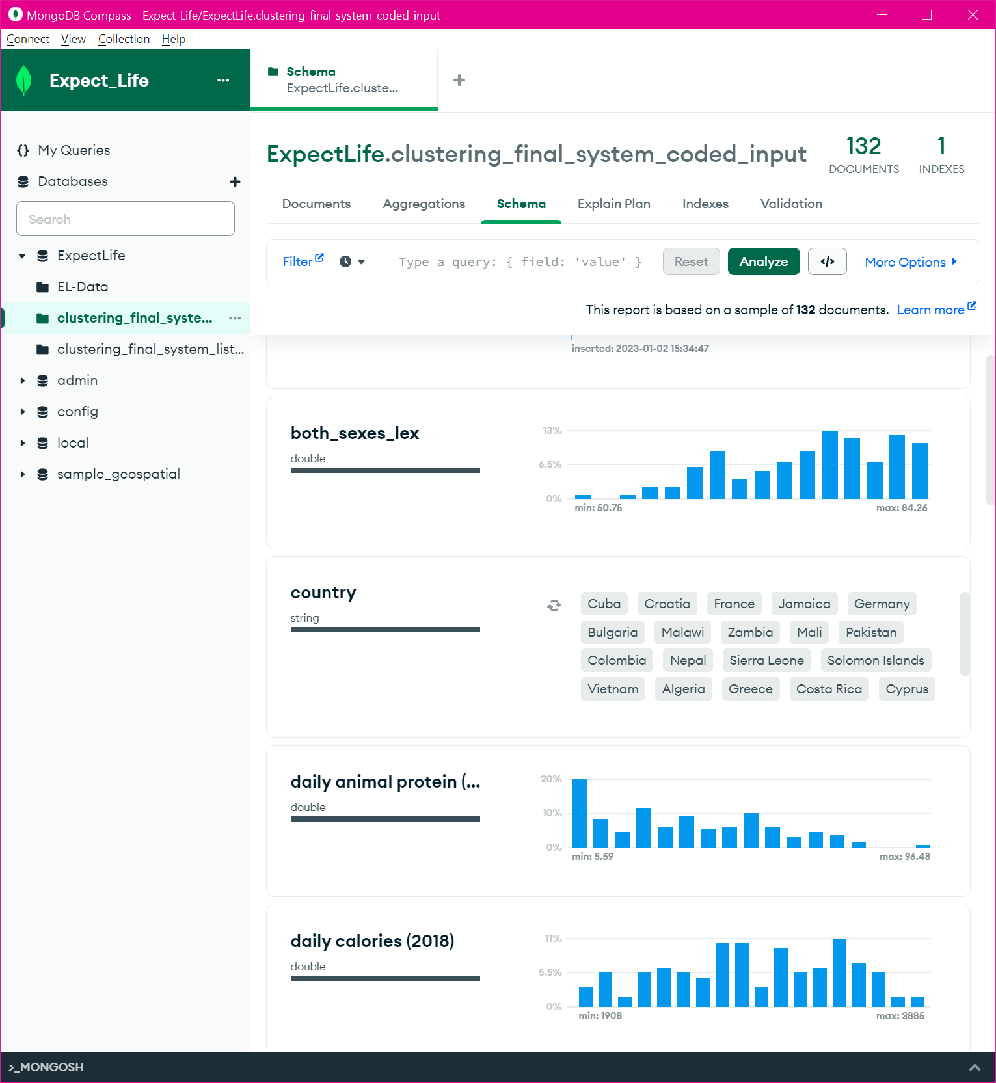 MongoDB Compass - Expect_Life/ExpectLife.clustering_final_system_coded_input
Connect View Collection Help
Expect_Life
...
Schema
ExpectLife.cluste...
+
{} My Queries
Databases +
Search
ExpectLife
EL-Data
clustering_final_syste... ...
clustering_final_system_list...
admin
config
local
sample_geospatial
ExpectLife.clustering_final_system_coded_input
132
DOCUMENTS
1
INDEXES
Documents Aggregations Schema Explain Plan Indexes Validation
Filter Type a query: { field: 'value' } Reset Analyze </> More Options
This report is based on a sample of 132 documents. Learn more
inserted: 2023-01-02 15:34:47
both_sexes_lex
double
13%
6.5%
0%
min: 50.75 max: 84.26
country
string
Cuba Croatia France Jamaica Germany
Bulgaria Malawi Zambia Mali Pakistan
Colombia Nepal Sierra Leone Solomon Islands
Vietnam Algeria Greece Costa Rica Cyprus
daily animal protein (...
double
20%
10%
0%
min: 5.59 max: 96.48
daily calories (2018)
double
11%
5.5%
0%
min: 1908 max: 3885
>_MONGOSH